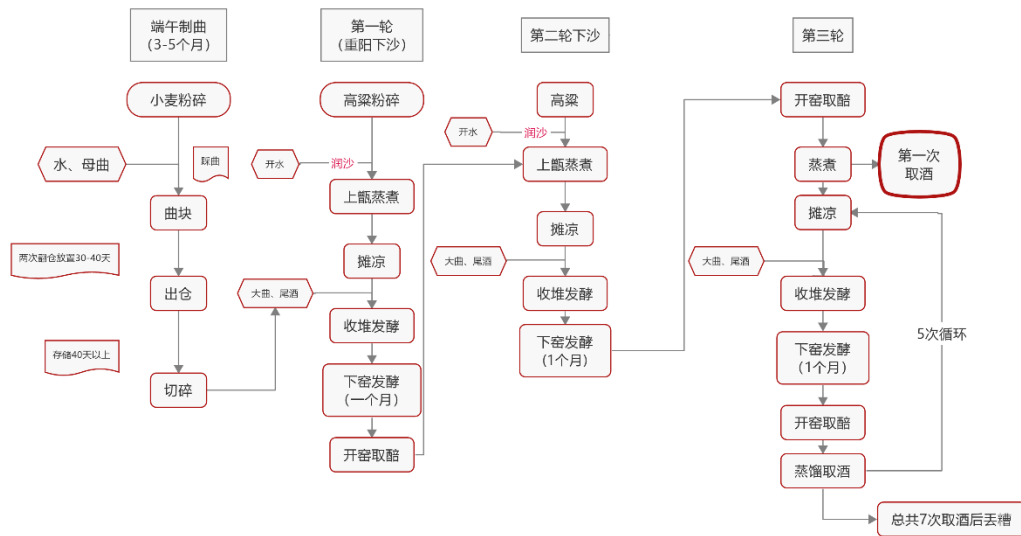 端午制曲
(3-5个月)
小麦粉碎
水、母曲
踩曲
曲块
两次翻仓放置30-40天
出仓
存储40天以上
切碎
第一轮
(重阳下沙)
高粱粉碎
开水
润沙
上甑蒸煮
摊凉
大曲、尾酒
收堆发酵
下窑发酵
(一个月)
开窑取醅
第二轮下沙
高粱
开水
润沙
上甑蒸煮
摊凉
大曲、尾酒
收堆发酵
下窑发酵
(1个月)
第三轮
开窑取醅
蒸煮
第一次
取酒
摊凉
大曲、尾酒
收堆发酵
5次循环
下窑发酵
(1个月)
开窑取醅
蒸馏取酒
总共7次取酒后丢糟